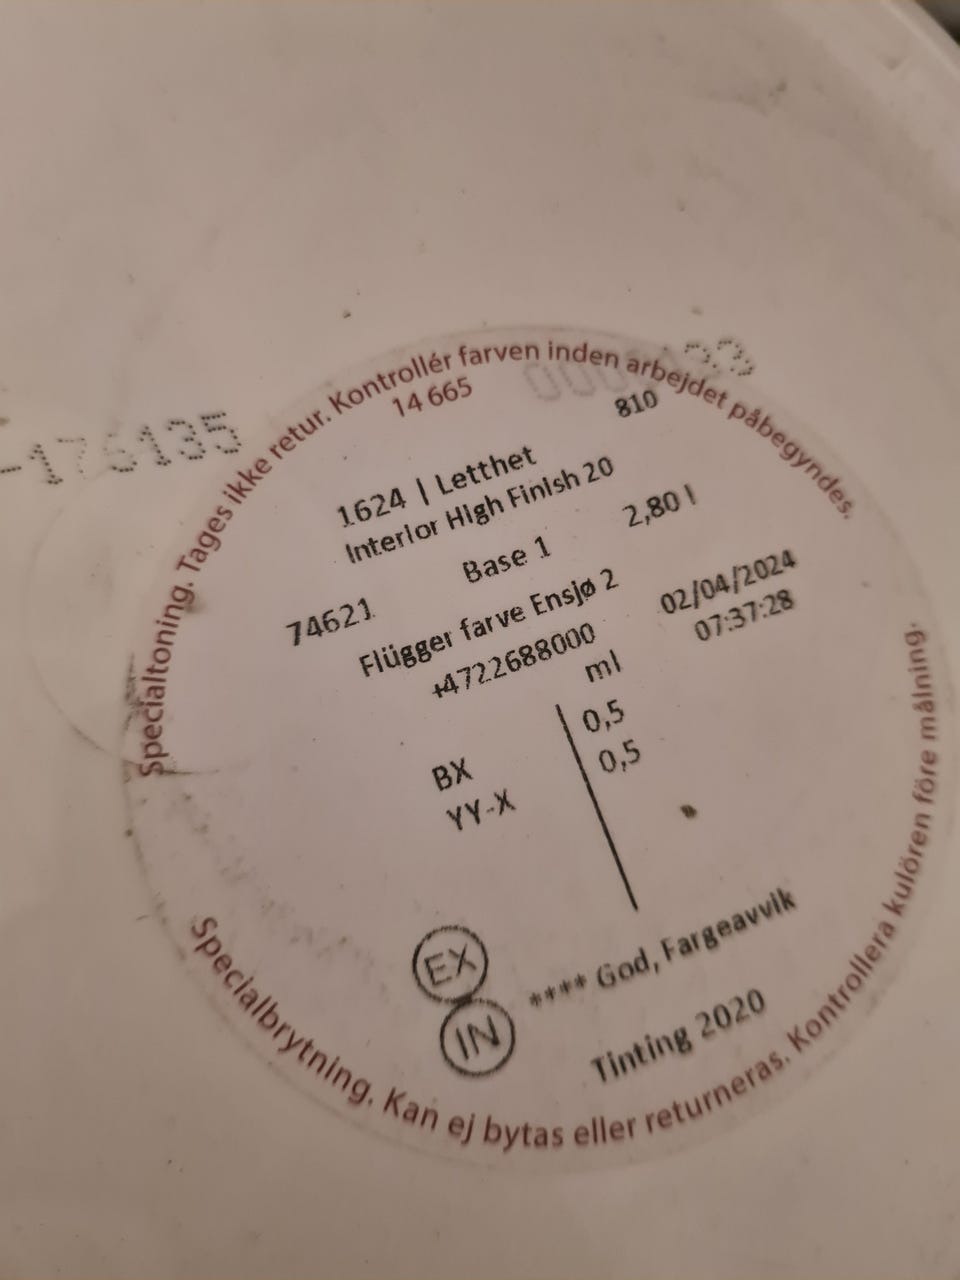 Specialtoning. Tages ikke retur. Kontrollér farven inden arbejdet påbegyndes.
14 665
810
1624 | Letthet
Interior High Finish 20
74621 Base 1 2,80 l
Flügger farve Ensjø 2
+4722688000 02/04/2024
07:37:28
ml
BX 0,5
YY-X 0,5
EX
IN
**** God, Fargeavvik
Tinting 2020
Specialbrytning. Kan ej bytas eller returneras. Kontrollera kulören före målning.